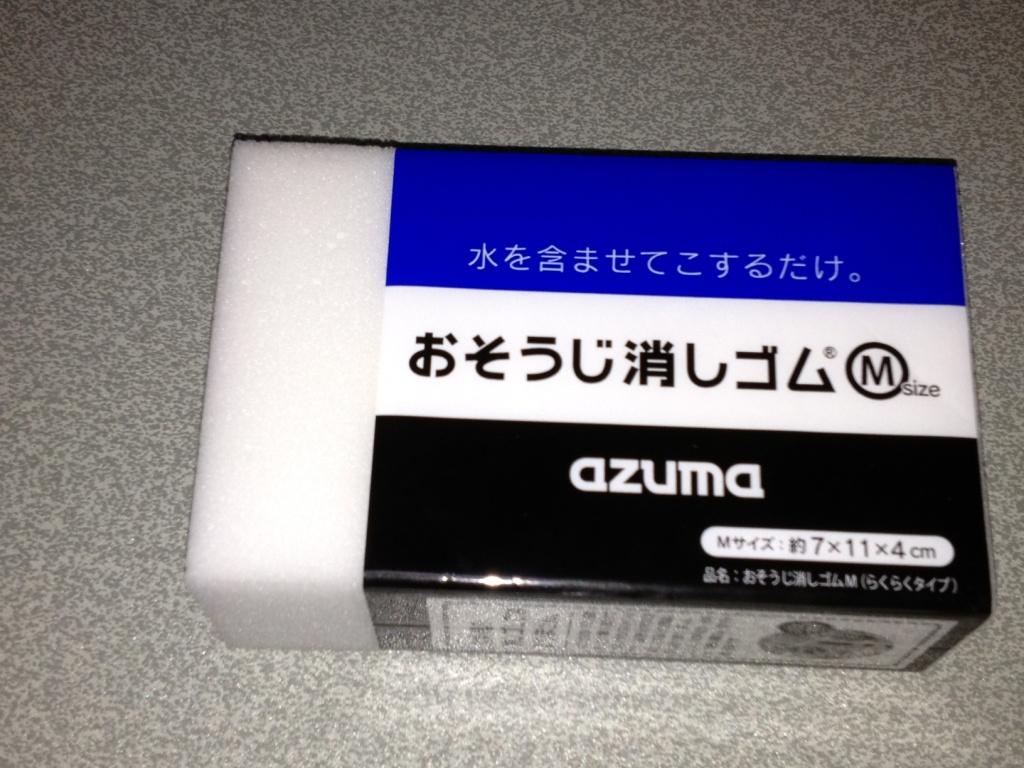 水を含ませてこするだけ。
おそうじ消しゴム® M size
azuma
Mサイズ：約7×11×4cm
品名：おそうじ消しゴムM（らくらくタイプ）